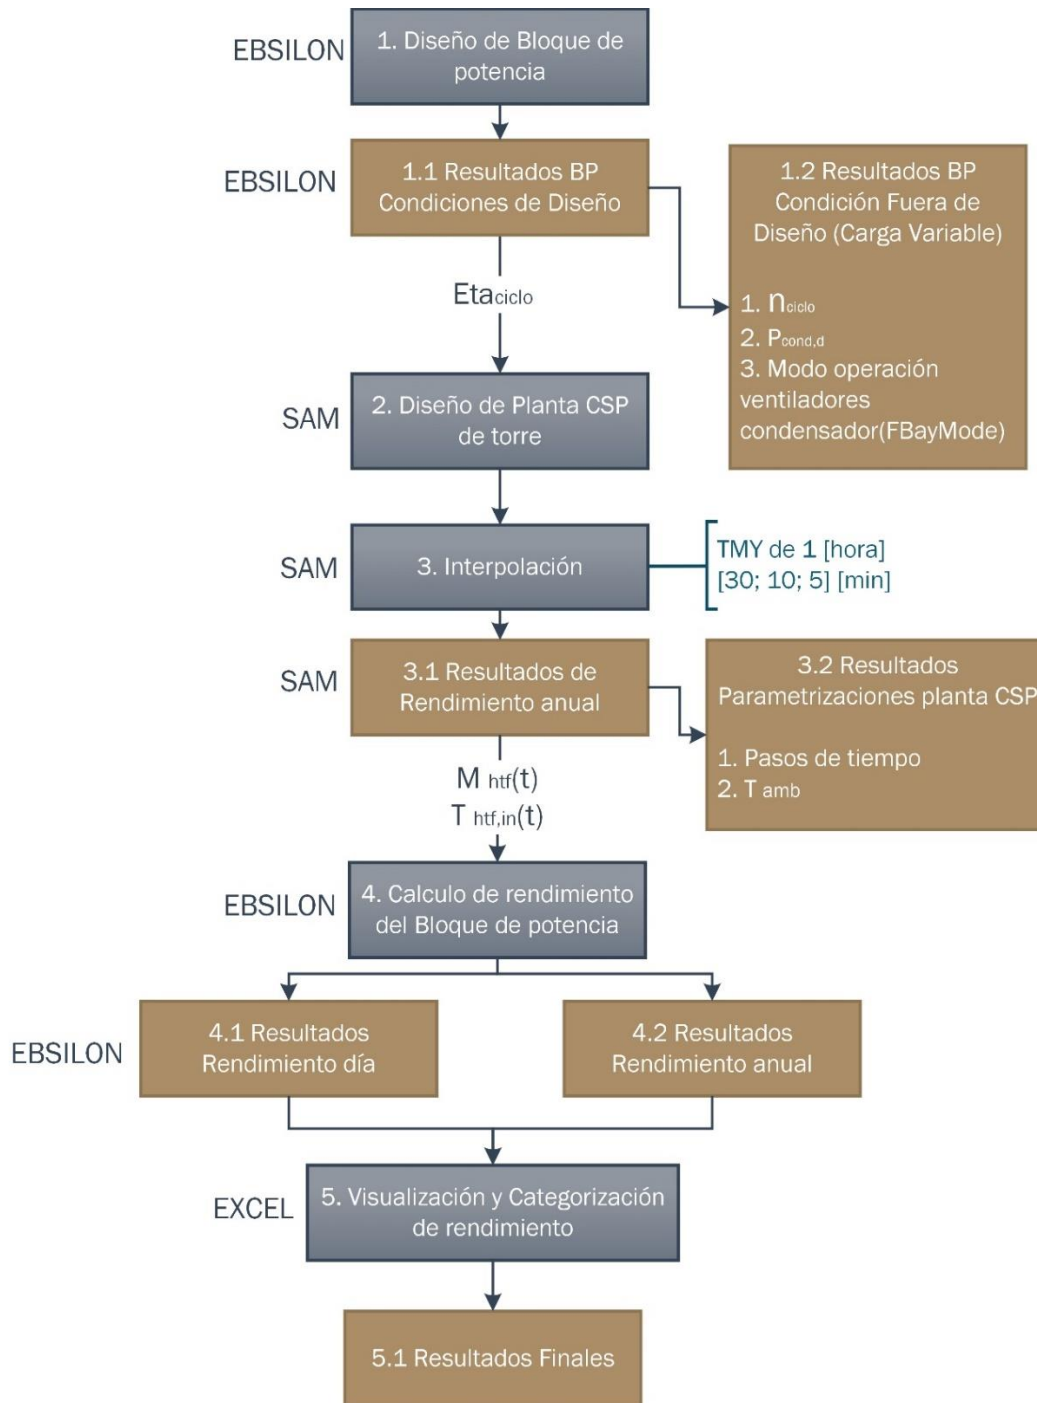 EBSILON
1. Diseño de Bloque de
potencia
EBSILON
1.1 Resultados BP
Condiciones de Diseño
1.2 Resultados BP
Condición Fuera de
Diseño (Carga Variable)
1. nciclo
2. Pcond,d
3. Modo operación
ventiladores
condensador(FBayMode)
Etaciclo
SAM
2. Diseño de Planta CSP
de torre
SAM
3. Interpolación
TMY de 1 [hora]
[30; 10; 5] [min]
SAM
3.1 Resultados de
Rendimiento anual
3.2 Resultados
Parametrizaciones planta CSP
1. Pasos de tiempo
2. T amb
M htf(t)
T htf,in(t)
EBSILON
4. Calculo de rendimiento
del Bloque de potencia
EBSILON
4.1 Resultados
Rendimiento día
4.2 Resultados
Rendimiento anual
EXCEL
5. Visualización y Categorización
de rendimiento
5.1 Resultados Finales